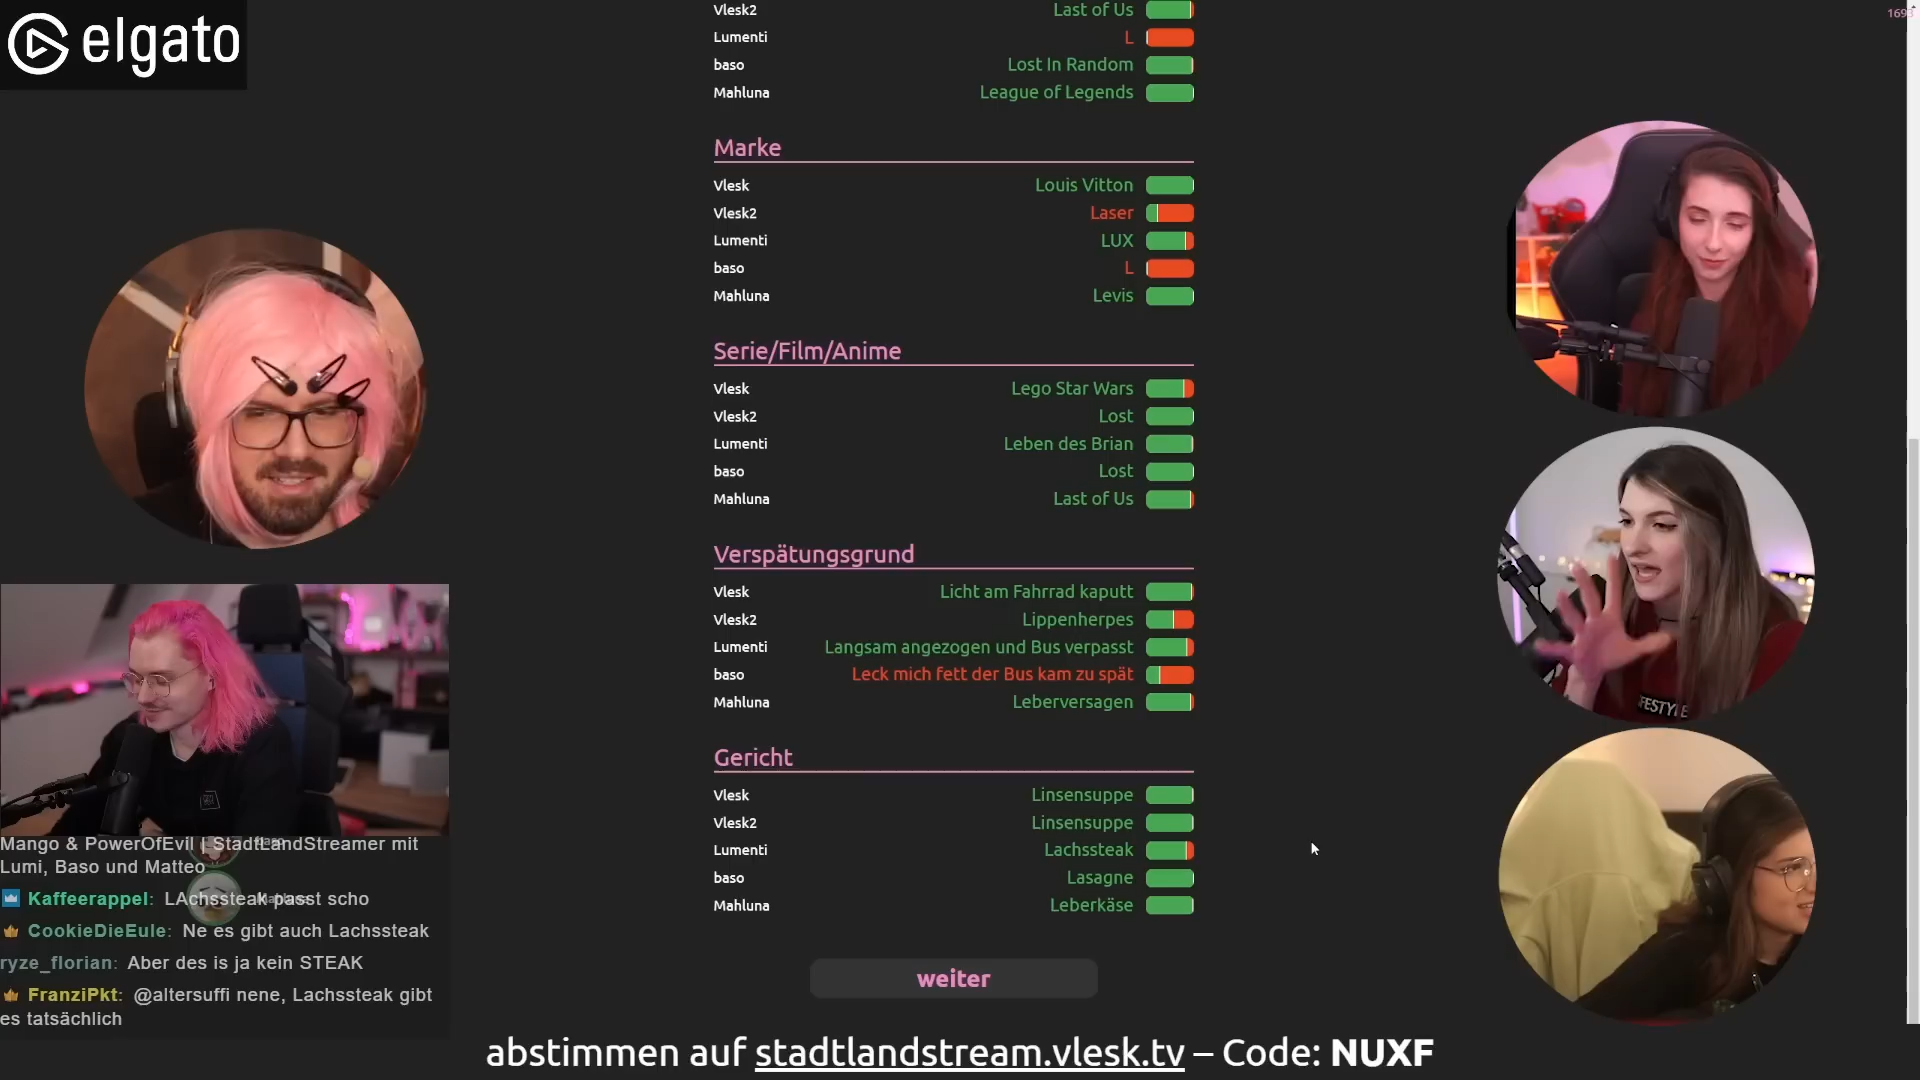 elgato
1693
Vlesk2 Last of Us
Lumenti L
baso Lost In Random
Mahluna League of Legends
Marke
Vlesk Louis Vitton
Vlesk2 Laser
Lumenti LUX
baso L
Mahluna Levis
Serie/Film/Anime
Vlesk Lego Star Wars
Vlesk2 Lost
Lumenti Leben des Brian
baso Lost
Mahluna Last of Us
Verspätungsgrund
Vlesk Licht am Fahrrad kaputt
Vlesk2 Lippenherpes
Lumenti Langsam angezogen und Bus verpasst
baso Leck mich fett der Bus kam zu spät
Mahluna Leberversagen
Gericht
Vlesk Linsensuppe
Vlesk2 Linsensuppe
Lumenti Lachssteak
baso Lasagne
Mahluna Leberkäse
weiter
Mango & PowerOfEvil | StadtLandStreamer mit
Lumi, Baso und Matteo
Kaffeerappel: LAchssteak passt scho
CookieDieEule: Ne es gibt auch Lachssteak
ryze_florian: Aber des is ja kein STEAK
FranziPkt: @altersuffi nene, Lachssteak gibt
es tatsächlich
abstimmen auf stadtlandstream.vlesk.tv – Code: NUXF